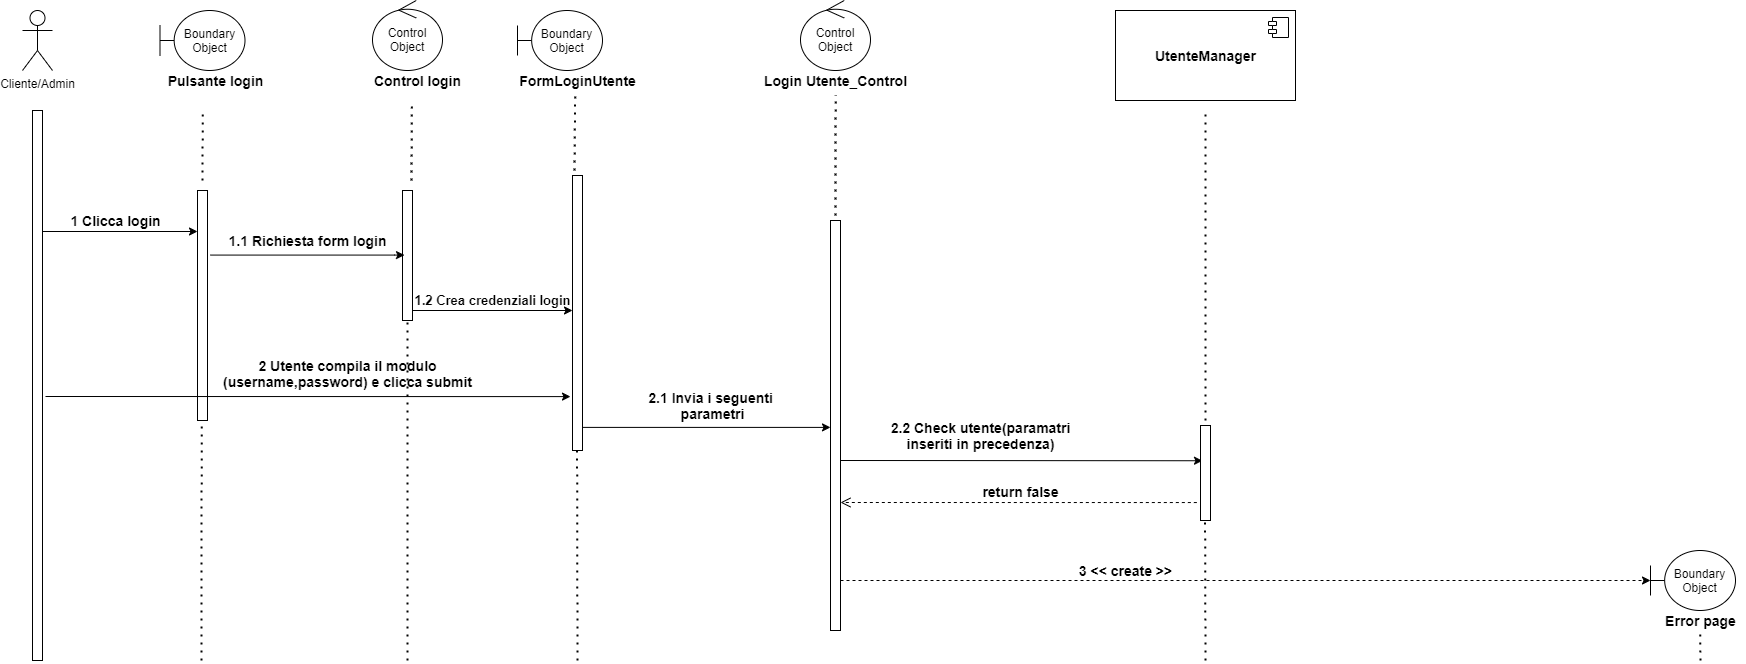 Cliente/Admin
Boundary
Object
Pulsante login
Control
Object
Control login
Boundary
Object
FormLoginUtente
Control
Object
Login Utente_Control
UtenteManager
1 Clicca login
1.1 Richiesta form login
1.2 Crea credenziali login
2 Utente compila il modulo
(username,password) e clicca submit
2.1 Invia i seguenti
parametri
2.2 Check utente(paramatri
inseriti in precedenza)
return false
3 << create >>
Boundary
Object
Error page